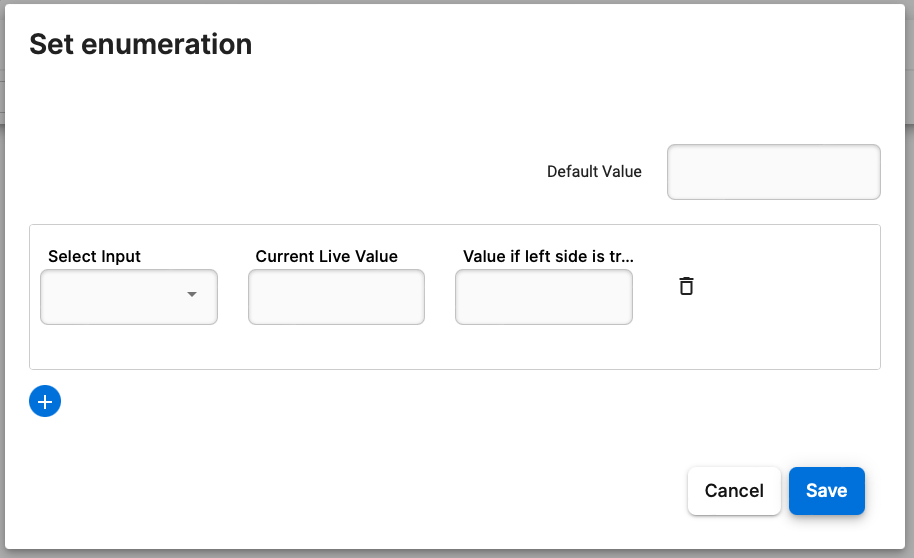 Set enumeration
Default Value
Select Input
Current Live Value
Value if left side is tr...
Cancel
Save